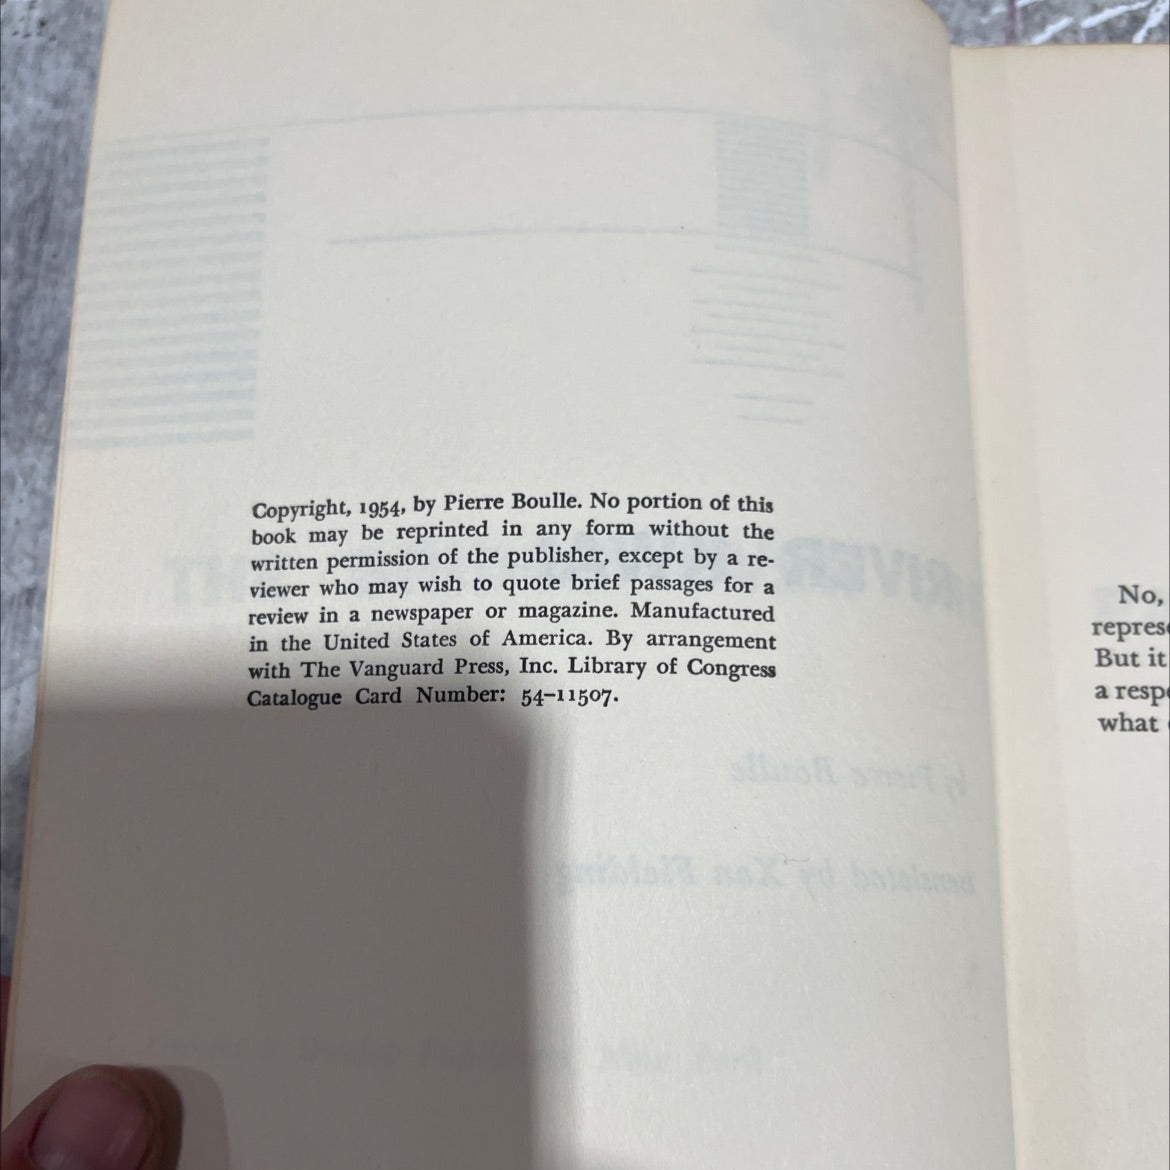 Copyright, 1954, by Pierre Boulle. No portion of this
book may be reprinted in any form without the
written permission of the publisher, except by a re-
viewer who may wish to quote brief passages for a
review in a newspaper or magazine. Manufactured
in the United States of America. By arrangement
with The Vanguard Press, Inc. Library of Congress
Catalogue Card Number: 54–11507.
No,
repres
But it
a resp
what